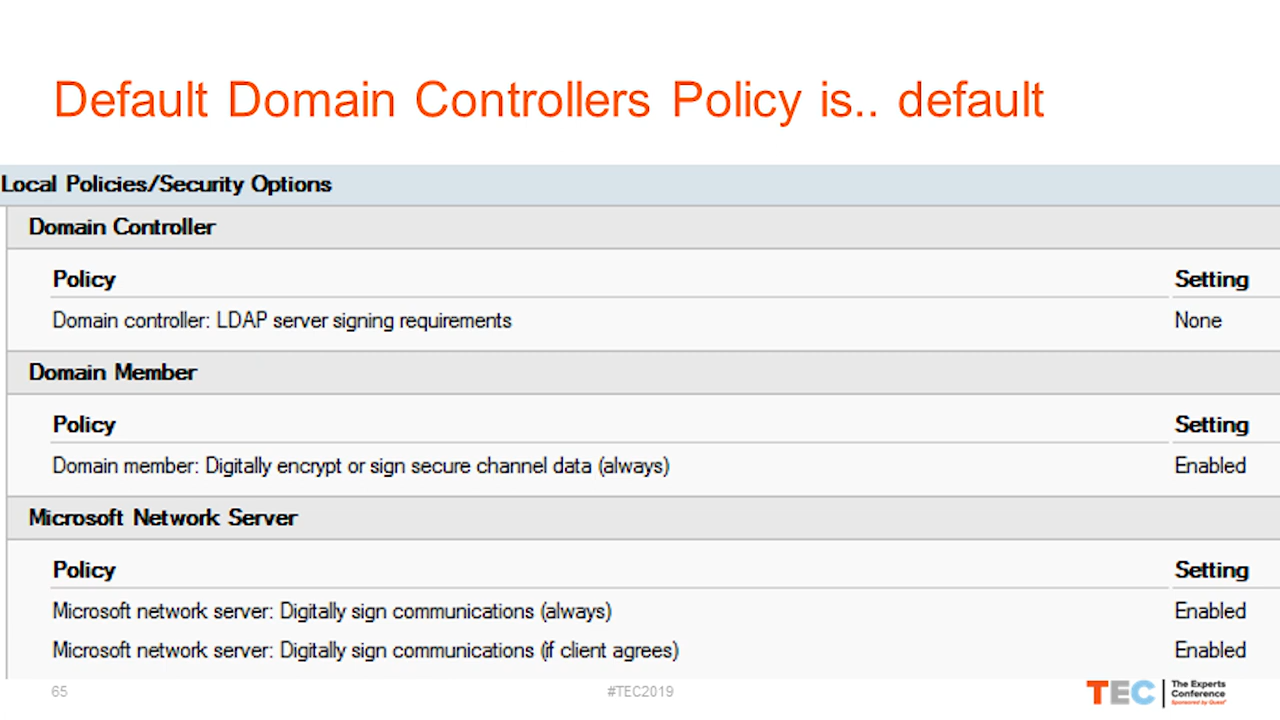 Default Domain Controllers Policy is.. default
Local Policies/Security Options
Domain Controller
Policy Setting
Domain controller: LDAP server signing requirements None
Domain Member
Policy Setting
Domain member: Digitally encrypt or sign secure channel data (always) Enabled
Microsoft Network Server
Policy Setting
Microsoft network server: Digitally sign communications (always) Enabled
Microsoft network server: Digitally sign communications (if client agrees) Enabled
65
#TEC2019
TEC
The Experts
Conference
Sponsored by Quest